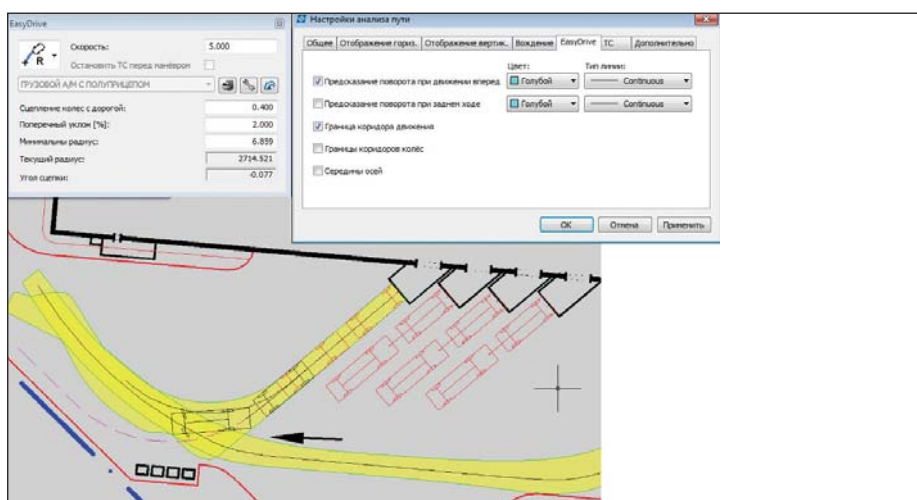 EasyDrive
Скорость: 5.000
R
Остановить ТС перед манёвром
ГРУЗОВОЙ А/М С ПОЛУПРИЦЕПОМ
Сцепление колес с дорогой: 0.400
Поперечный уклон [%]: 2.000
Минимальны радиус: 6.859
Текущий радиус: 2714.521
Угол сцепки: -0.077
Настройки анализа пути
Общее Отображение гориз. Отображение вертик. Вождение EasyDrive ТС Дополнительно
Цвет: Тип линии:
Предсказание поворота при движении вперед Голубой Continuous
Предсказание поворота при заднем ходе Голубой Continuous
Граница коридора движения
Границы коридоров колёс
Середины осей
ОК Отмена Применить